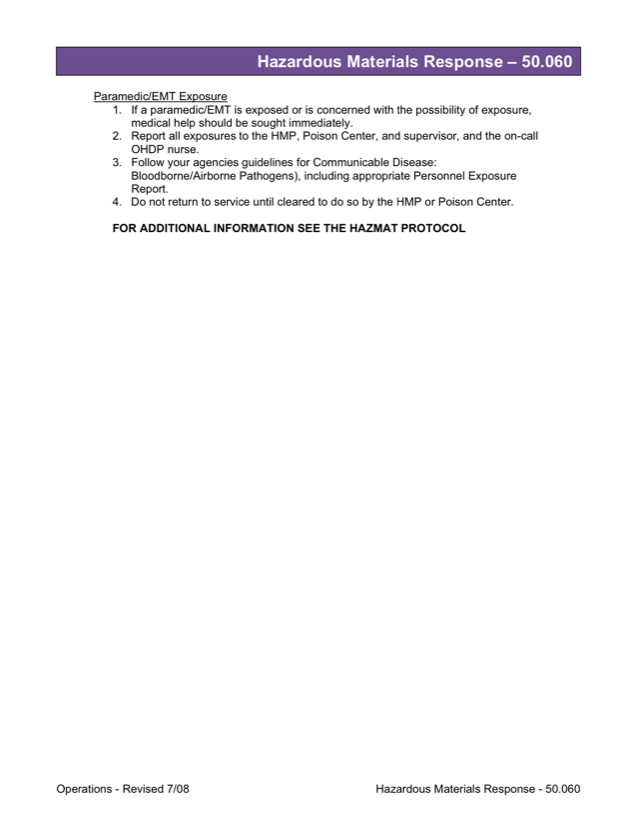 Hazardous Materials Response – 50.060
Paramedic/EMT Exposure
1. If a paramedic/EMT is exposed or is concerned with the possibility of exposure,
medical help should be sought immediately.
2. Report all exposures to the HMP, Poison Center, and supervisor, and the on-call
OHDP nurse.
3. Follow your agencies guidelines for Communicable Disease:
Bloodborne/Airborne Pathogens), including appropriate Personnel Exposure
Report.
4. Do not return to service until cleared to do so by the HMP or Poison Center.
FOR ADDITIONAL INFORMATION SEE THE HAZMAT PROTOCOL
Operations - Revised 7/08 Hazardous Materials Response - 50.060